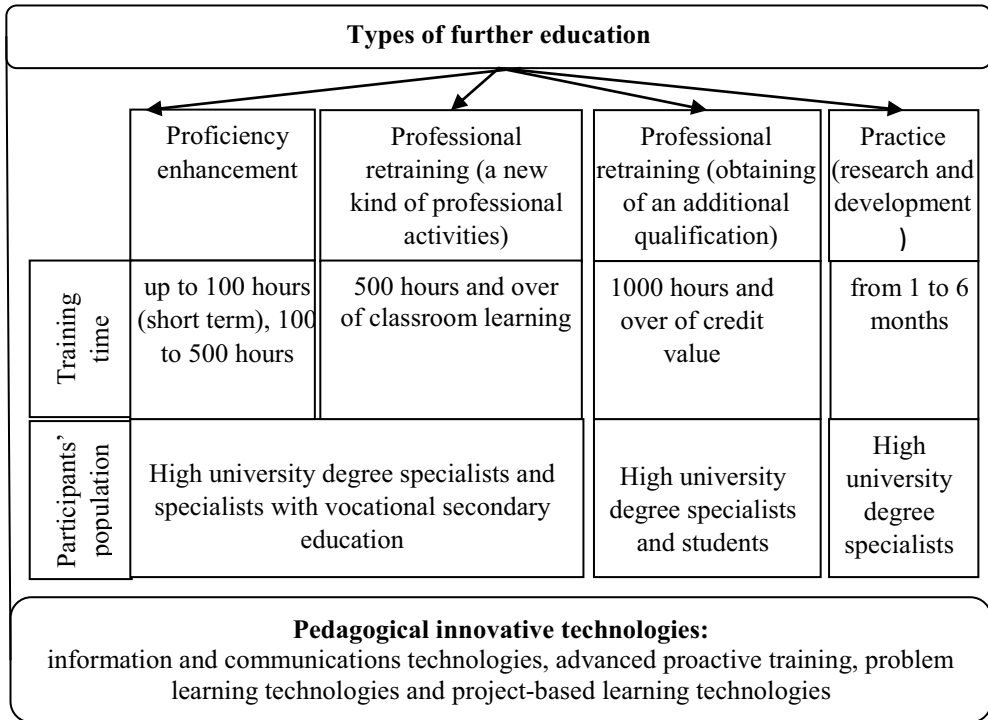 Types of further education
Proficiency
enhancement
Professional
retraining (a new
kind of professional
activities)
Professional
retraining (obtaining
of an additional
qualification)
Practice
(research and
development
)
Training
time
up to 100 hours
(short term), 100
to 500 hours
500 hours and over
of classroom learning
1000 hours and
over of credit
value
from 1 to 6
months
Participants’
population
High university degree specialists and
specialists with vocational secondary
education
High university
degree specialists
and students
High
university
degree
specialists
Pedagogical innovative technologies:
information and communications technologies, advanced proactive training, problem
learning technologies and project-based learning technologies